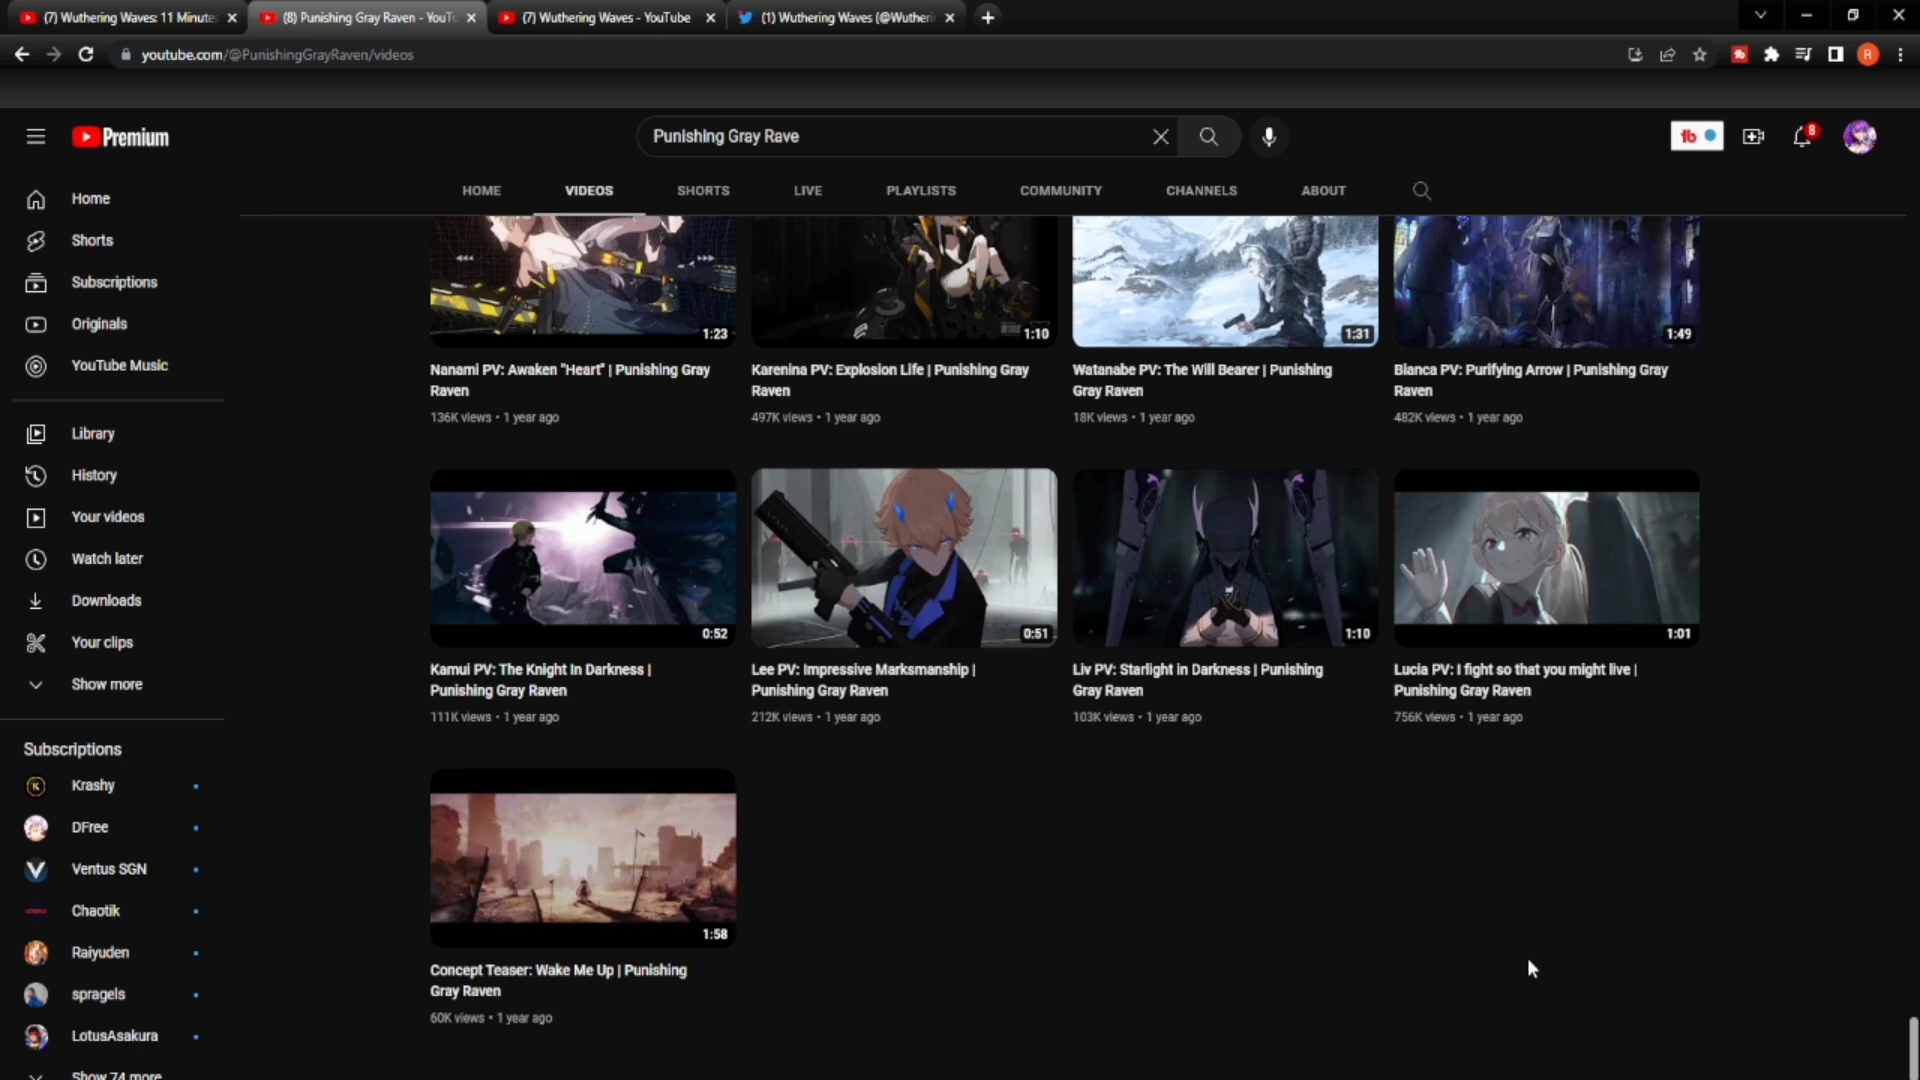 (7) Wuthering Waves: 11 Minute
(8) Punishing Gray Raven - YouTu
(7) Wuthering Waves - YouTube
(1) Wuthering Waves (@Wutheri
youtube.com/@PunishingGrayRaven/videos
R
Premium
Punishing Gray Rave
tb
8
HOME
VIDEOS
SHORTS
LIVE
PLAYLISTS
COMMUNITY
CHANNELS
ABOUT
Home
Shorts
Subscriptions
Originals
YouTube Music
Library
History
Your videos
Watch later
Downloads
Your clips
Show more
Subscriptions
Krashy
DFree
Ventus SGN
Chaotik
Raiyuden
spragels
LotusAsakura
Show 74 more
1:23
1:10
1:31
1:49
Nanami PV: Awaken "Heart" | Punishing Gray
Raven
136K views • 1 year ago
Karenina PV: Explosion Life | Punishing Gray
Raven
497K views • 1 year ago
Watanabe PV: The Will Bearer | Punishing
Gray Raven
18K views • 1 year ago
Bianca PV: Purifying Arrow | Punishing Gray
Raven
482K views • 1 year ago
0:52
0:51
1:10
1:01
Kamui PV: The Knight In Darkness |
Punishing Gray Raven
111K views • 1 year ago
Lee PV: Impressive Marksmanship |
Punishing Gray Raven
212K views • 1 year ago
Liv PV: Starlight in Darkness | Punishing
Gray Raven
103K views • 1 year ago
Lucia PV: I fight so that you might live |
Punishing Gray Raven
756K views • 1 year ago
1:58
Concept Teaser: Wake Me Up | Punishing
Gray Raven
60K views • 1 year ago